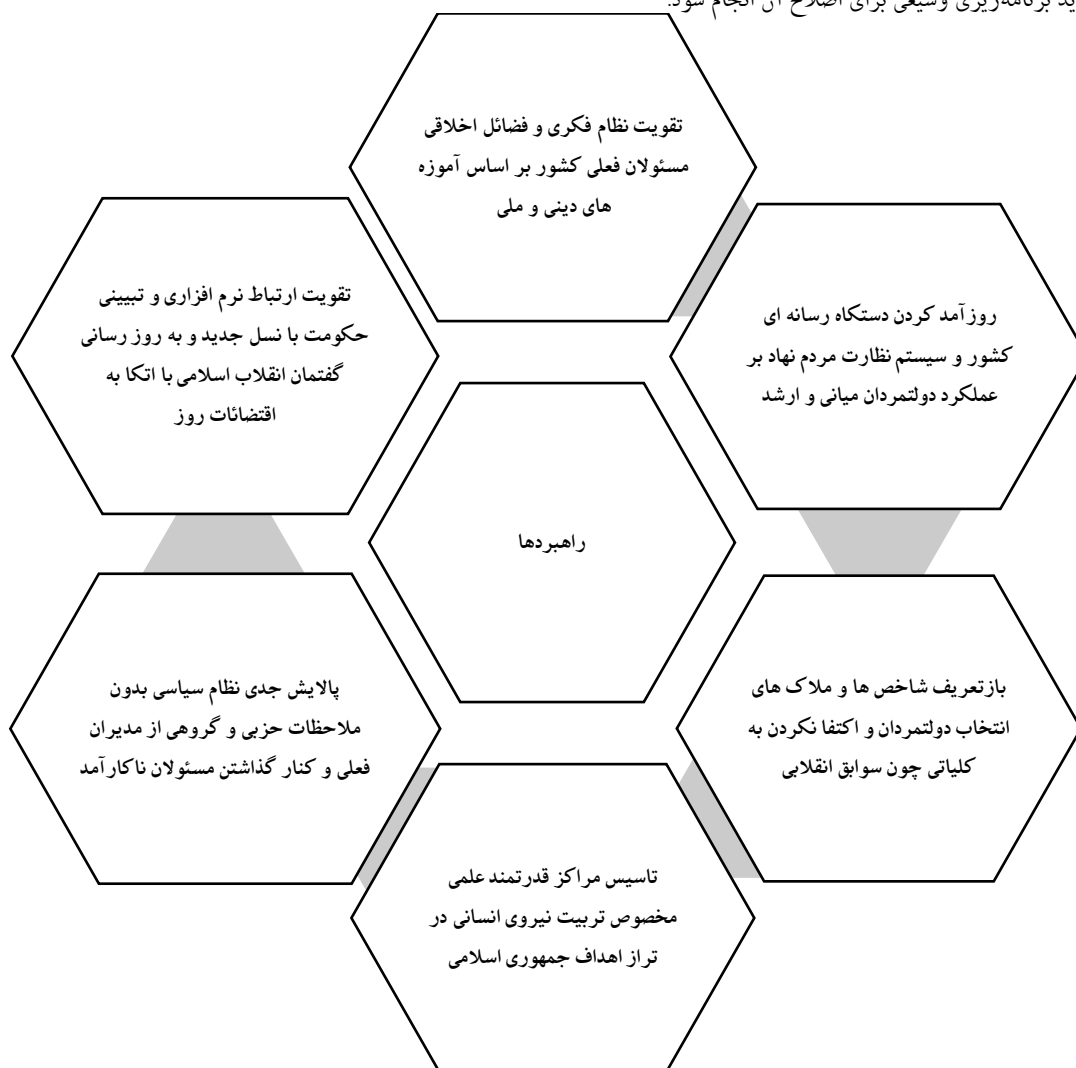 ید برنامه‌ریزی وسیعی برای اصلاح آن انجام شود.
تقویت نظام فکری و فضائل اخلاقی
مسئولان فعلی کشور بر اساس آموزه
های دینی و ملی
روزآمد کردن دستگاه رسانه ای
کشور و سیستم نظارت مردم نهاد بر
عملکرد دولتمردان میانی و ارشد
بازتعریف شاخص ها و ملاک های
انتخاب دولتمردان و اکتفا نکردن به
کلیاتی چون سوابق انقلابی
تاسیس مراکز قدرتمند علمی
مخصوص تربیت نیروی انسانی در
تراز اهداف جمهوری اسلامی
پالایش جدی نظام سیاسی بدون
ملاحظات حزبی و گروهی از مدیران
فعلی و کنار گذاشتن مسئولان ناکارآمد
تقویت ارتباط نرم افزاری و تبیینی
حکومت با نسل جدید و به روز رسانی
گفتمان انقلاب اسلامی با اتکا به
اقتضائات روز
راهبردها